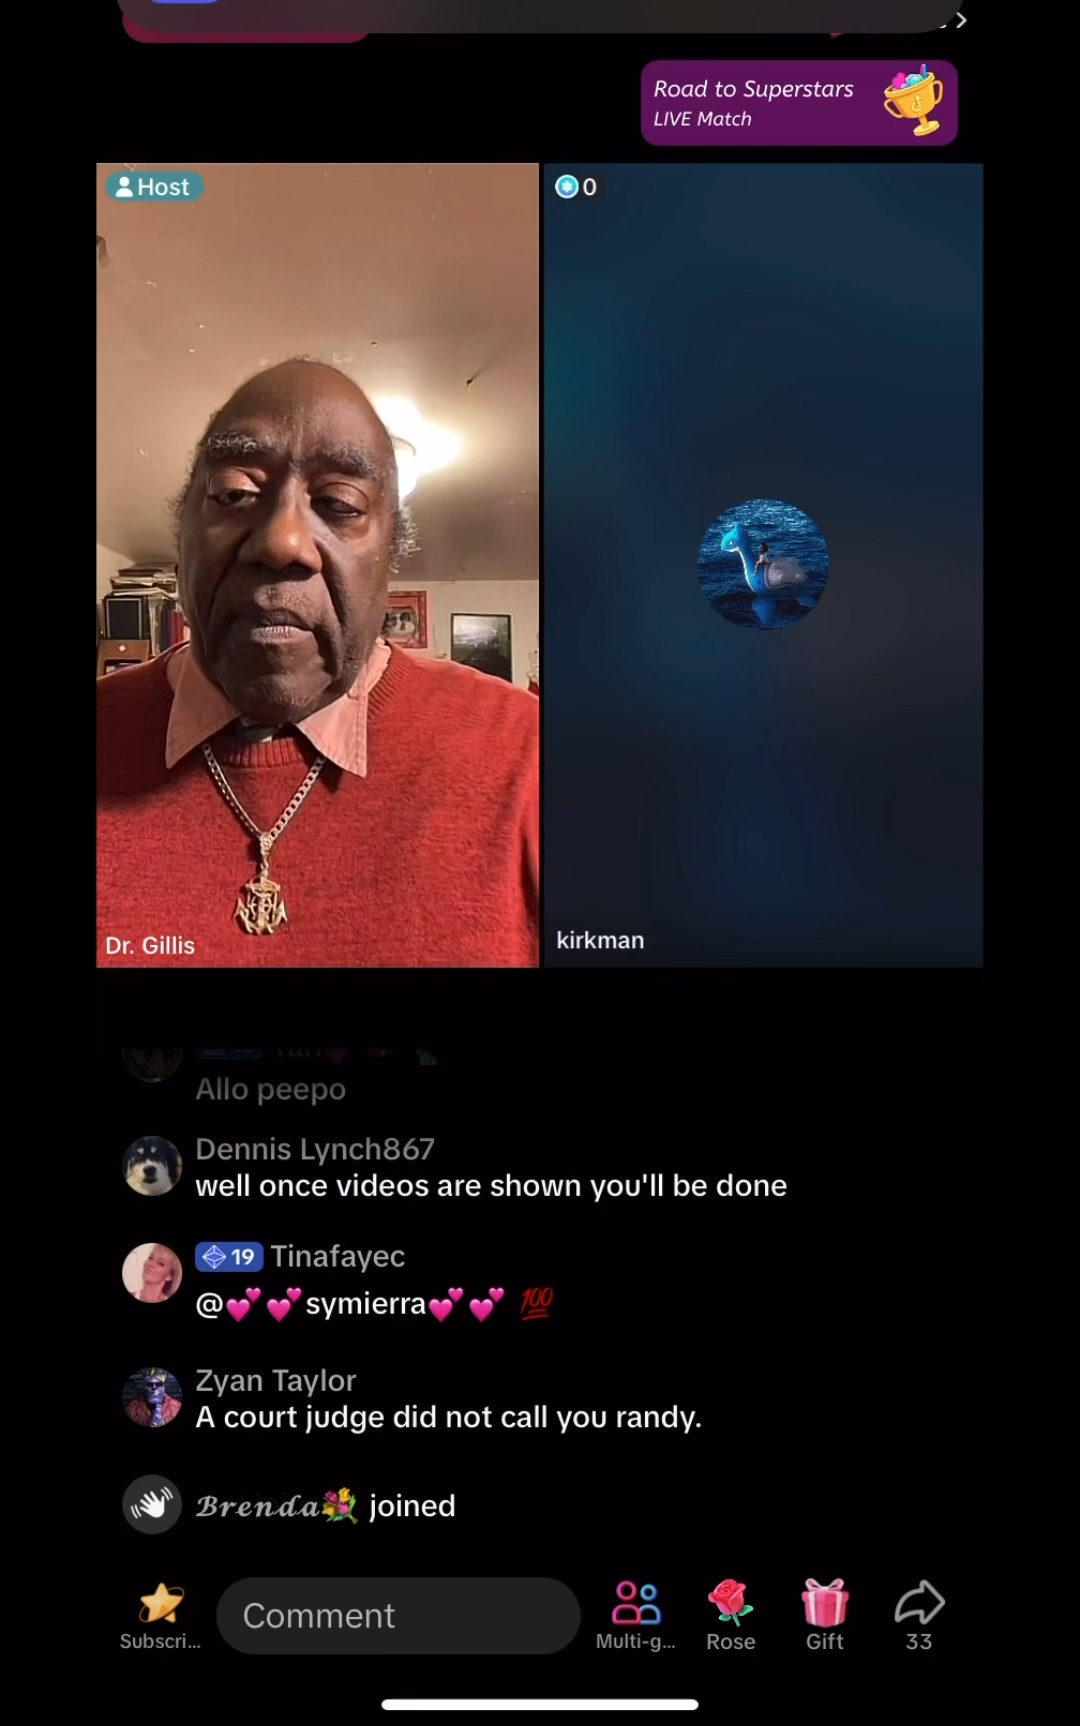 Road to Superstars
LIVE Match
Host
0
Dr. Gillis
kirkman
Allo peepo
Dennis Lynch867
well once videos are shown you'll be done
19 Tinafayec
@💕💕symierra💕💕 💯
Zyan Taylor
A court judge did not call you randy.
𝓑𝓻𝓮𝓷𝓭𝓪💐 joined
Subscri...
Comment
Multi-g...
Rose
Gift
33